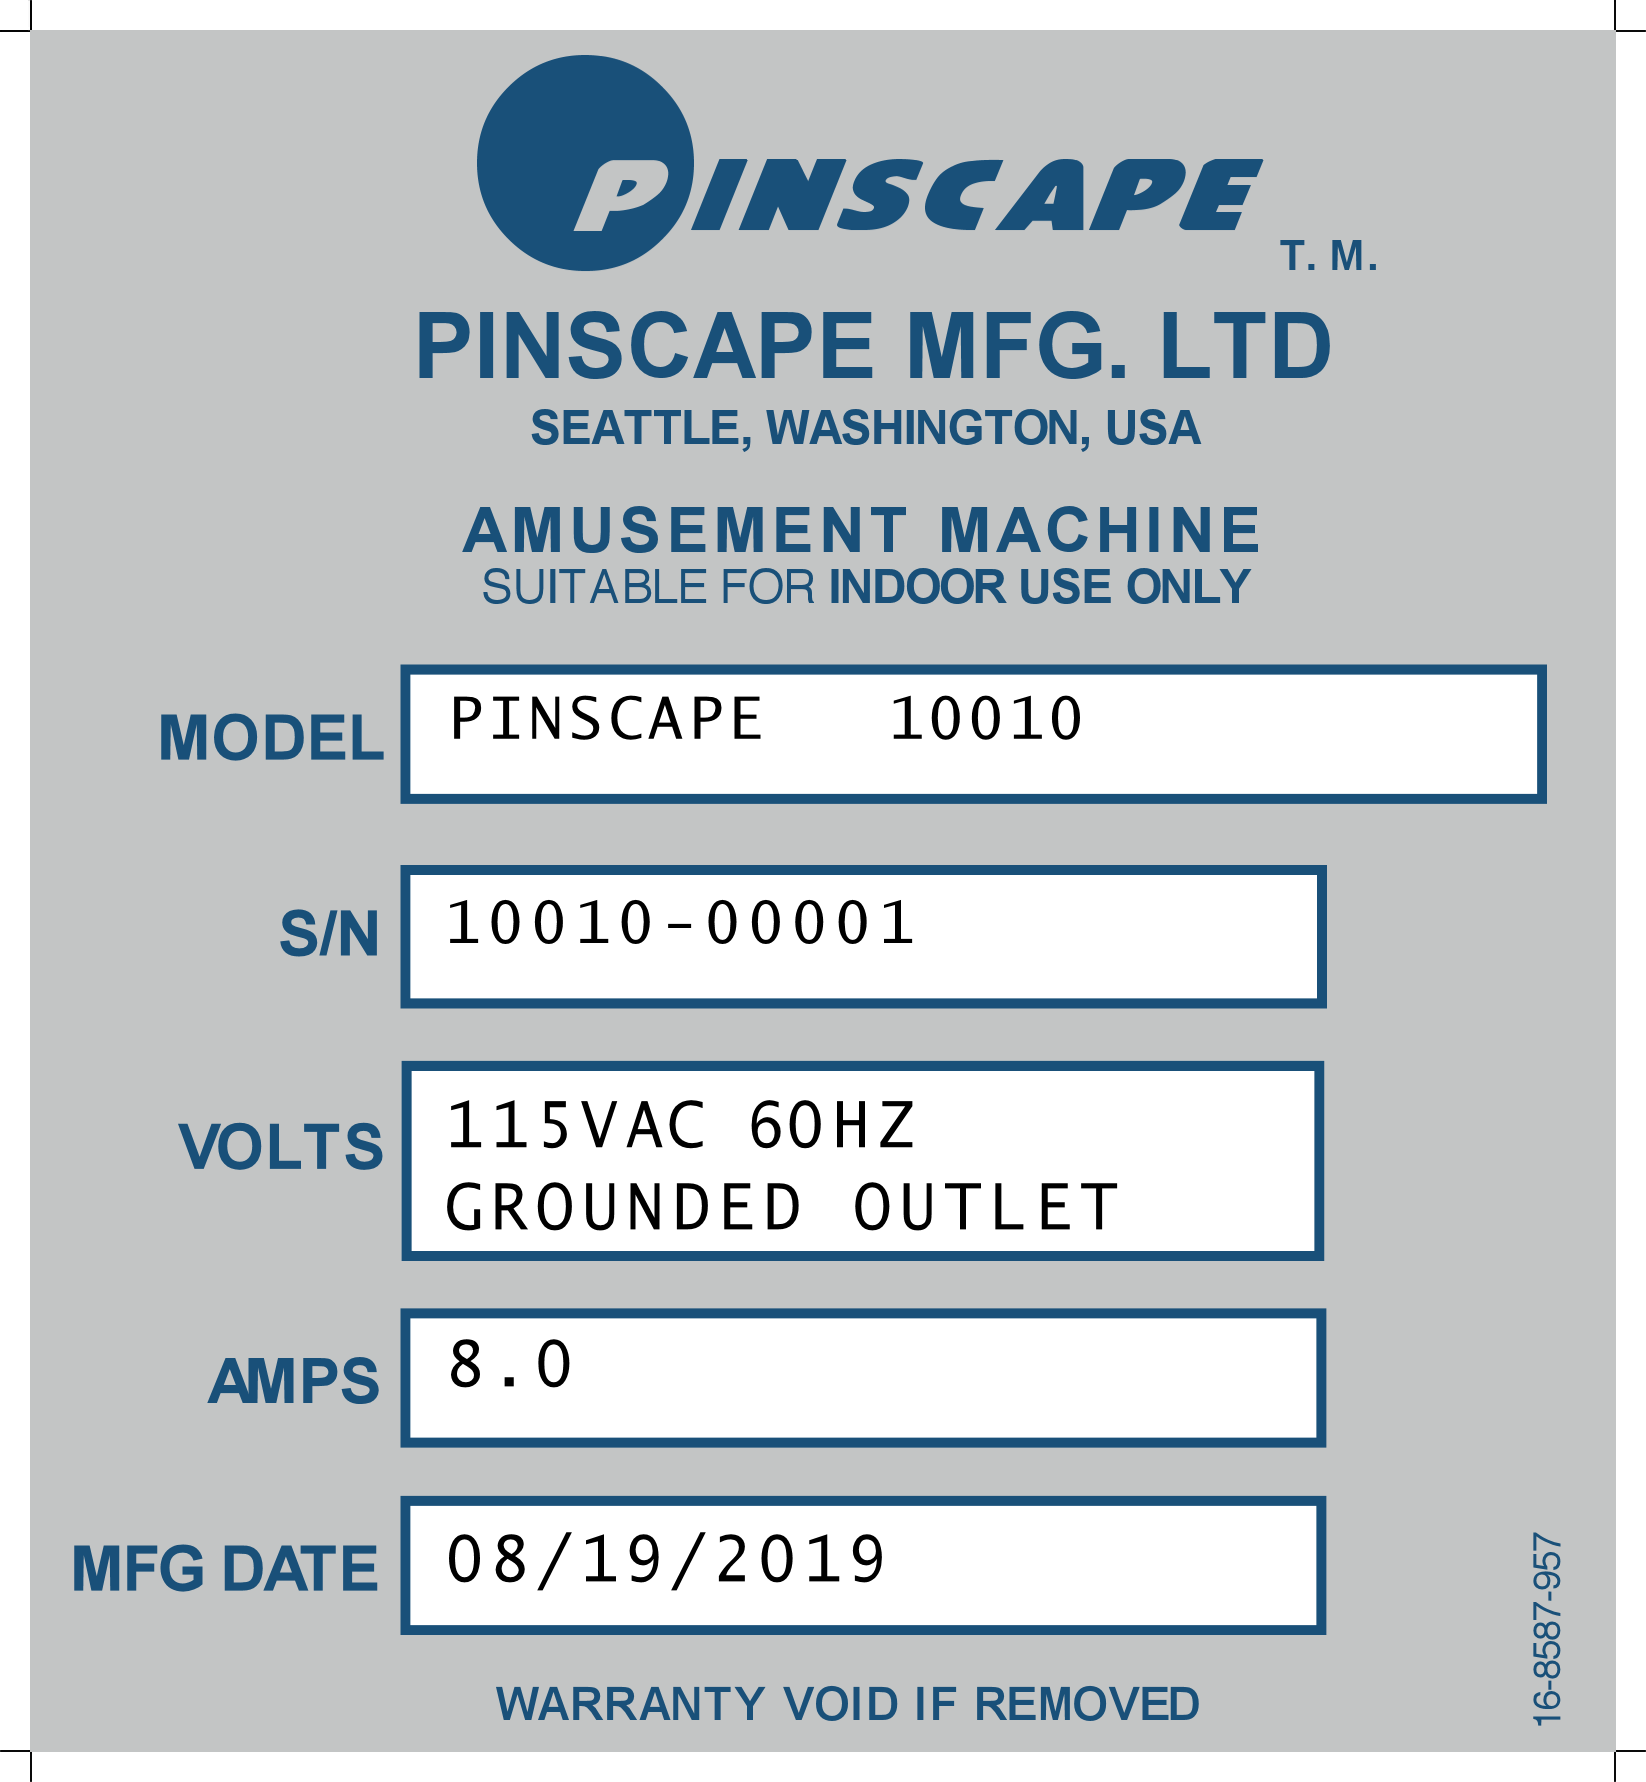 PINSCAPE
T. M.
PINSCAPE MFG. LTD
SEATTLE, WASHINGTON, USA
AMUSEMENT MACHINE
SUITABLE FOR INDOOR USE ONLY
MODEL PINSCAPE 10010
S/N 10010-00001
VOLTS 115VAC 60HZ
GROUNDED OUTLET
AMPS 8.0
MFG DATE 08/19/2019
WARRANTY VOID IF REMOVED
16-8587-957